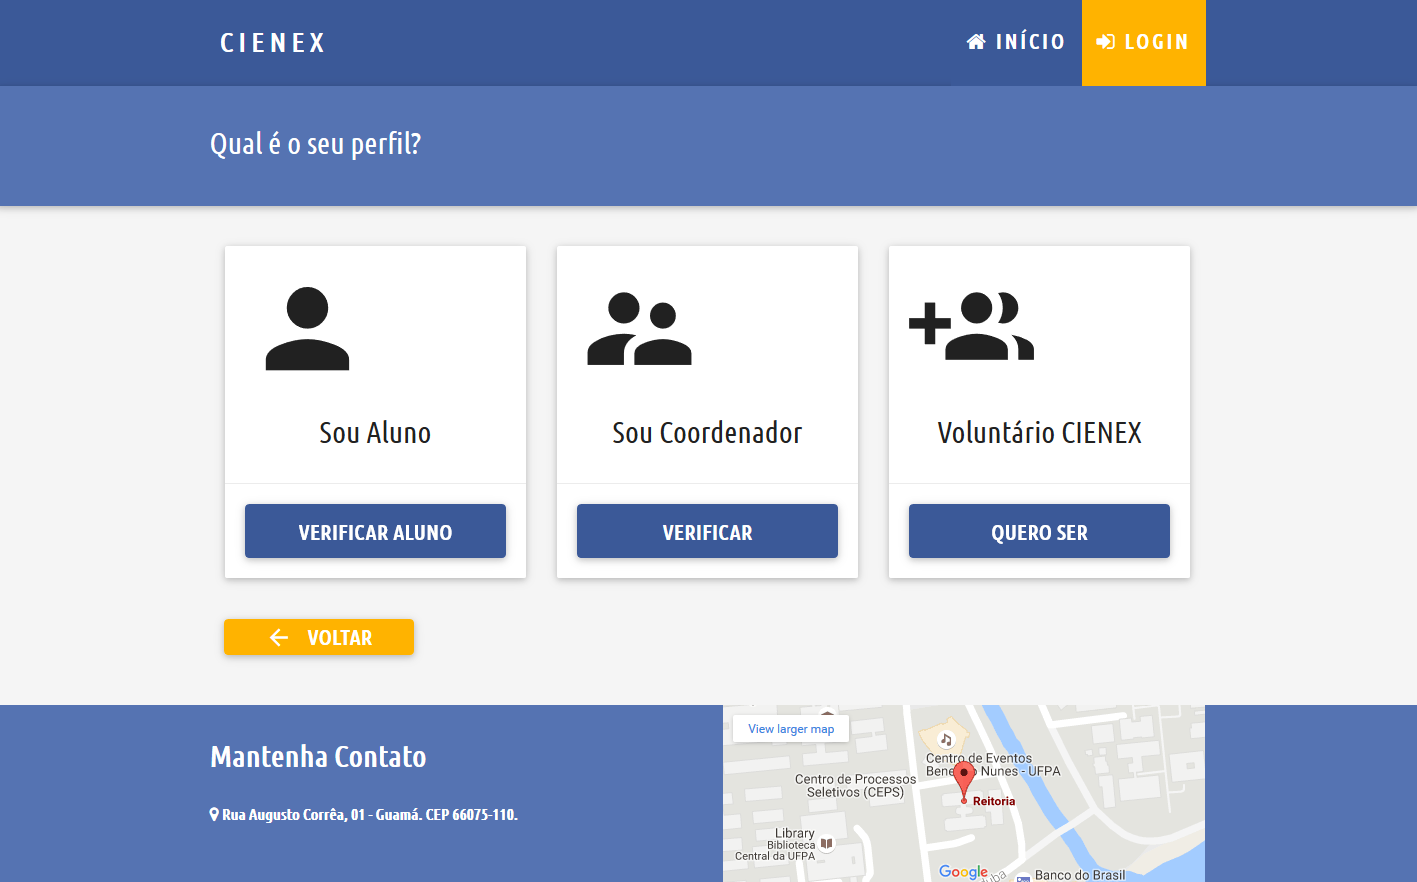 CIENEX
INÍCIO
LOGIN
Qual é o seu perfil?
Sou Aluno
VERIFICAR ALUNO
Sou Coordenador
VERIFICAR
Voluntário CIENEX
QUERO SER
VOLTAR
Mantenha Contato
Rua Augusto Corrêa, 01 - Guamá. CEP 66075-110.
View larger map
Centro de Eventos
Nunes - UFPA
Centro de Processos
Seletivos (CEPS)
Reitoria
Library
Biblioteca
Central da UFPA
Google
Banco do Brasil